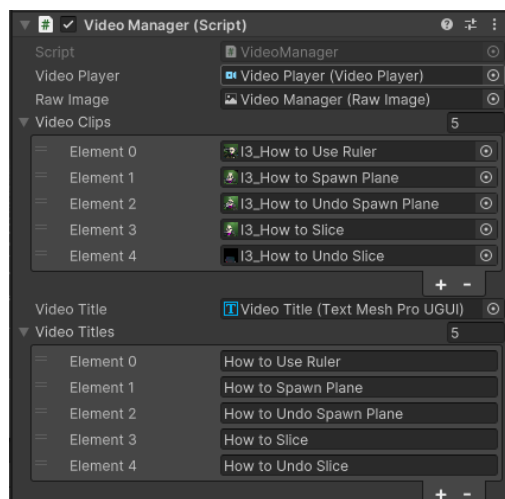 Video Manager (Script)
Script VideoManager
Video Player Video Player (Video Player)
Raw Image Video Manager (Raw Image)
Video Clips 5
Element 0 I3_How to Use Ruler
Element 1 I3_How to Spawn Plane
Element 2 I3_How to Undo Spawn Plane
Element 3 I3_How to Slice
Element 4 I3_How to Undo Slice
+ -
Video Title Video Title (Text Mesh Pro UGUI)
Video Titles 5
Element 0 How to Use Ruler
Element 1 How to Spawn Plane
Element 2 How to Undo Spawn Plane
Element 3 How to Slice
Element 4 How to Undo Slice
+ -